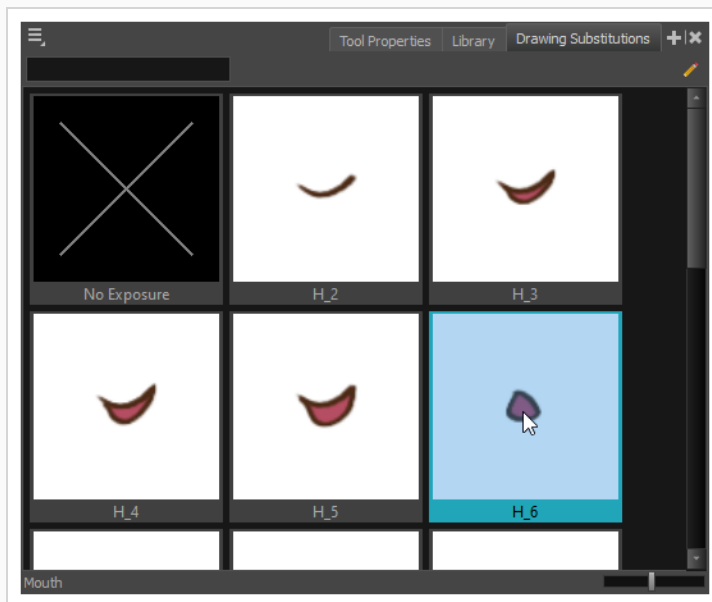 Tool Properties Library Drawing Substitutions
No Exposure H_2 H_3
H_4 H_5 H_6
Mouth